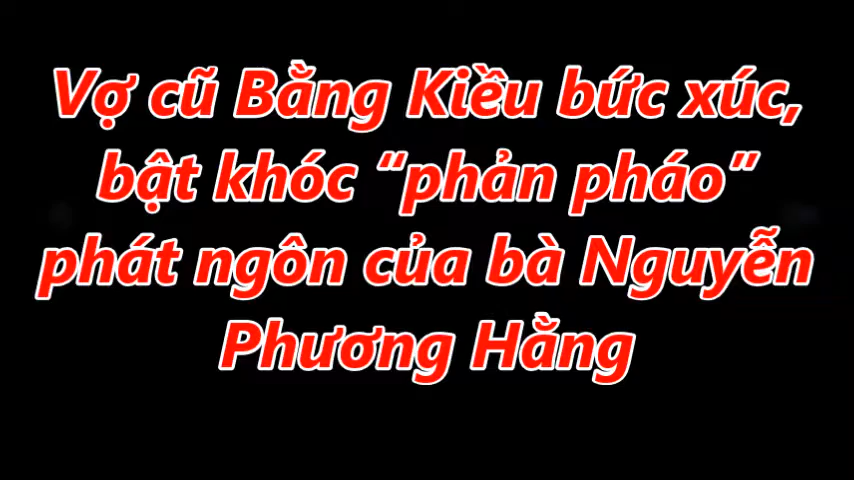 Vợ cũ Bằng Kiều bức xúc,
bật khóc “phản pháo”
phát ngôn của bà Nguyễn
Phương Hằng